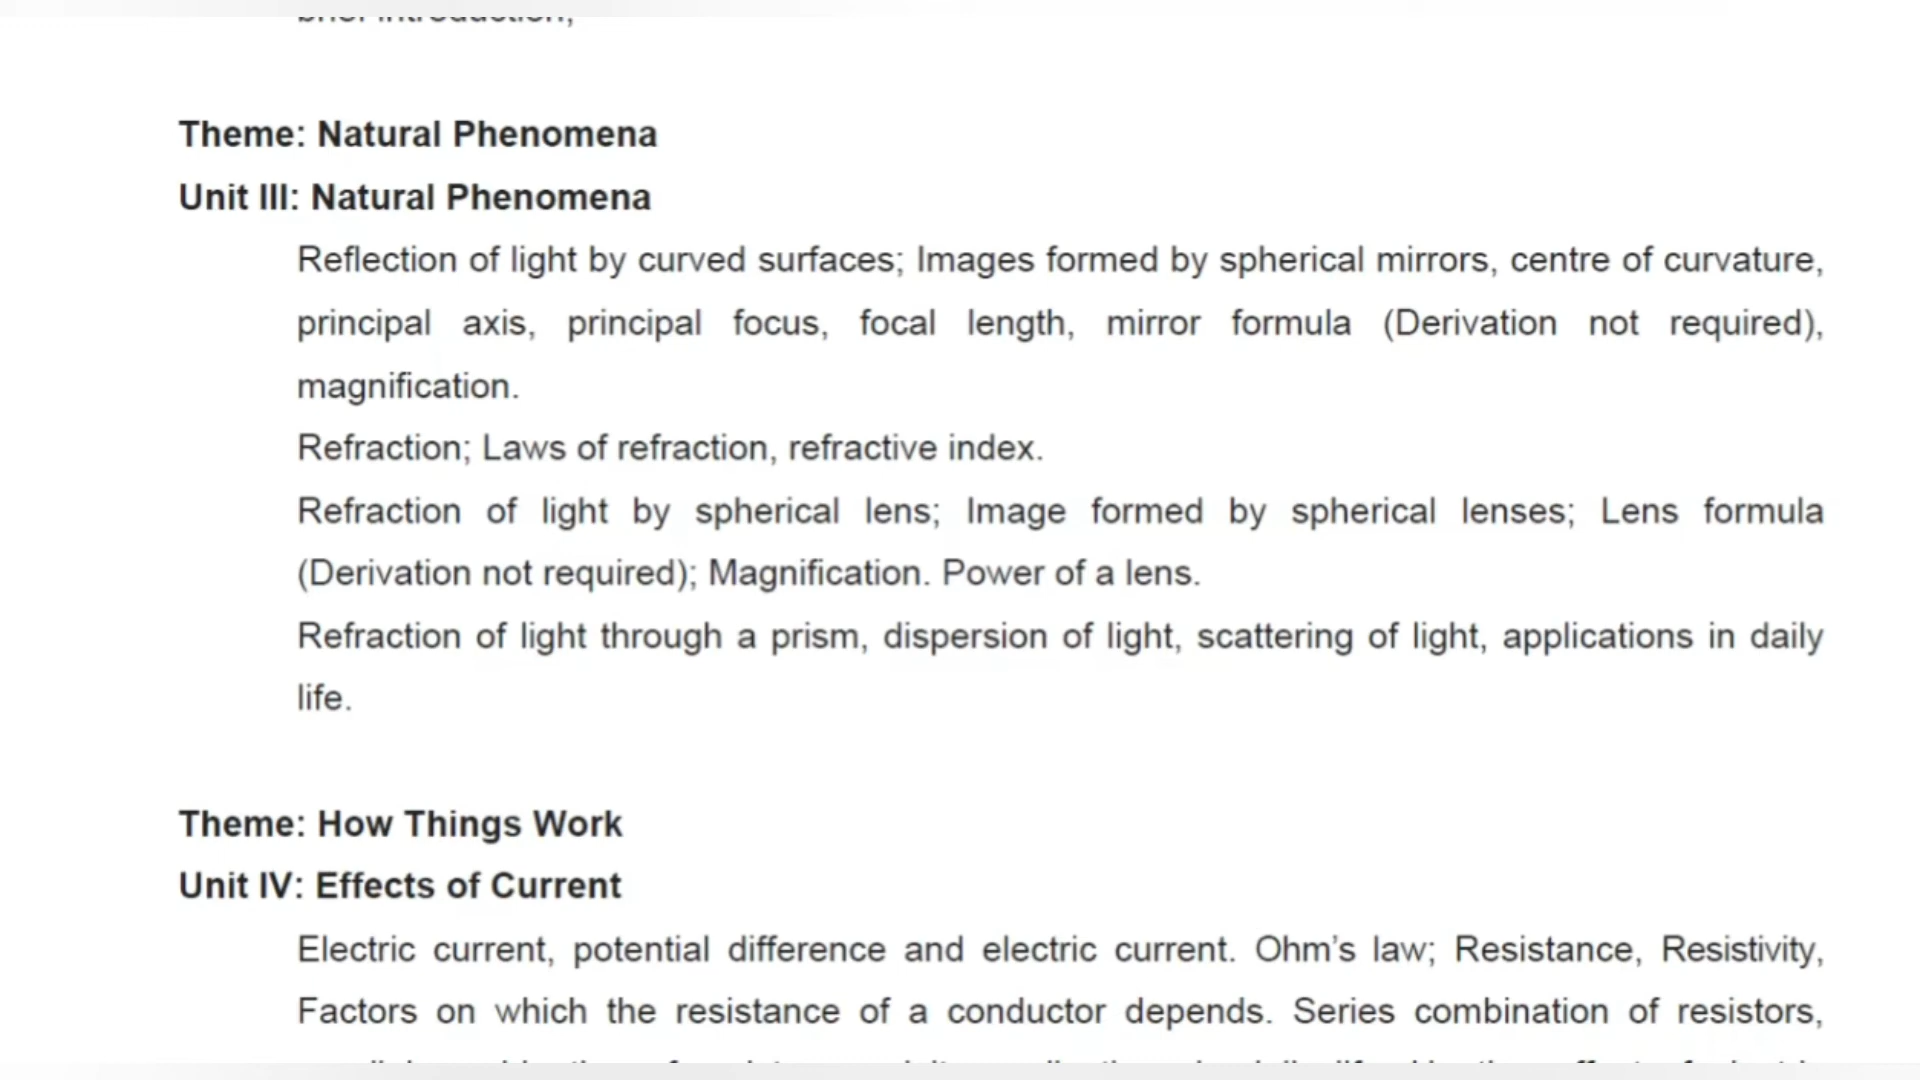 brief introduction;
Theme: Natural Phenomena
Unit III: Natural Phenomena
Reflection of light by curved surfaces; Images formed by spherical mirrors, centre of curvature,
principal axis, principal focus, focal length, mirror formula (Derivation not required),
magnification.
Refraction; Laws of refraction, refractive index.
Refraction of light by spherical lens; Image formed by spherical lenses; Lens formula
(Derivation not required); Magnification. Power of a lens.
Refraction of light through a prism, dispersion of light, scattering of light, applications in daily
life.
Theme: How Things Work
Unit IV: Effects of Current
Electric current, potential difference and electric current. Ohm’s law; Resistance, Resistivity,
Factors on which the resistance of a conductor depends. Series combination of resistors,